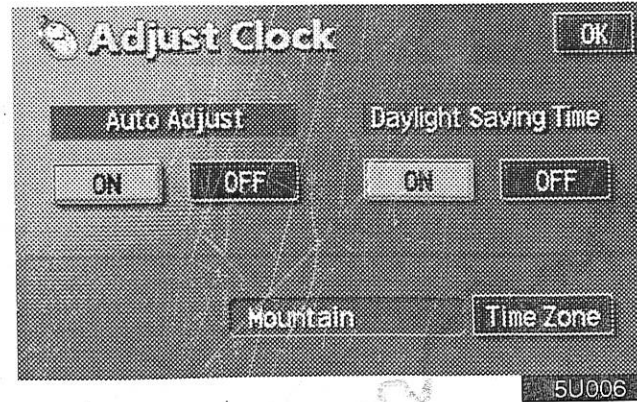 Adjust Clock OK
Auto Adjust Daylight Saving Time
ON OFF ON OFF
Mountain Time Zone
5U006